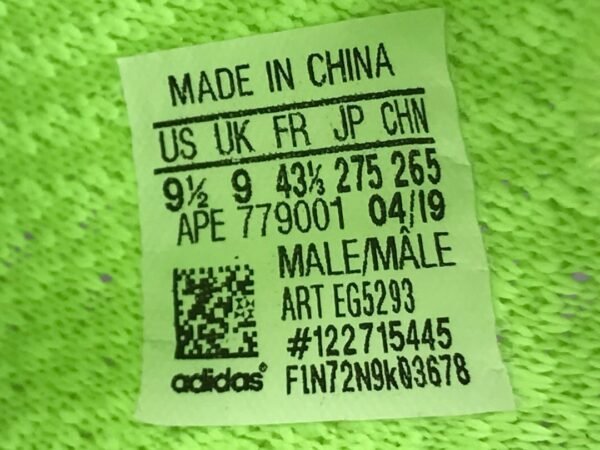 MADE IN CHINA
US UK FR JP CHN
9½ 9 43⅓ 275 265
APE 779001 04/19
MALE/MÂLE
ART EG5293
#122715445
adidas® F1N72N9k03678